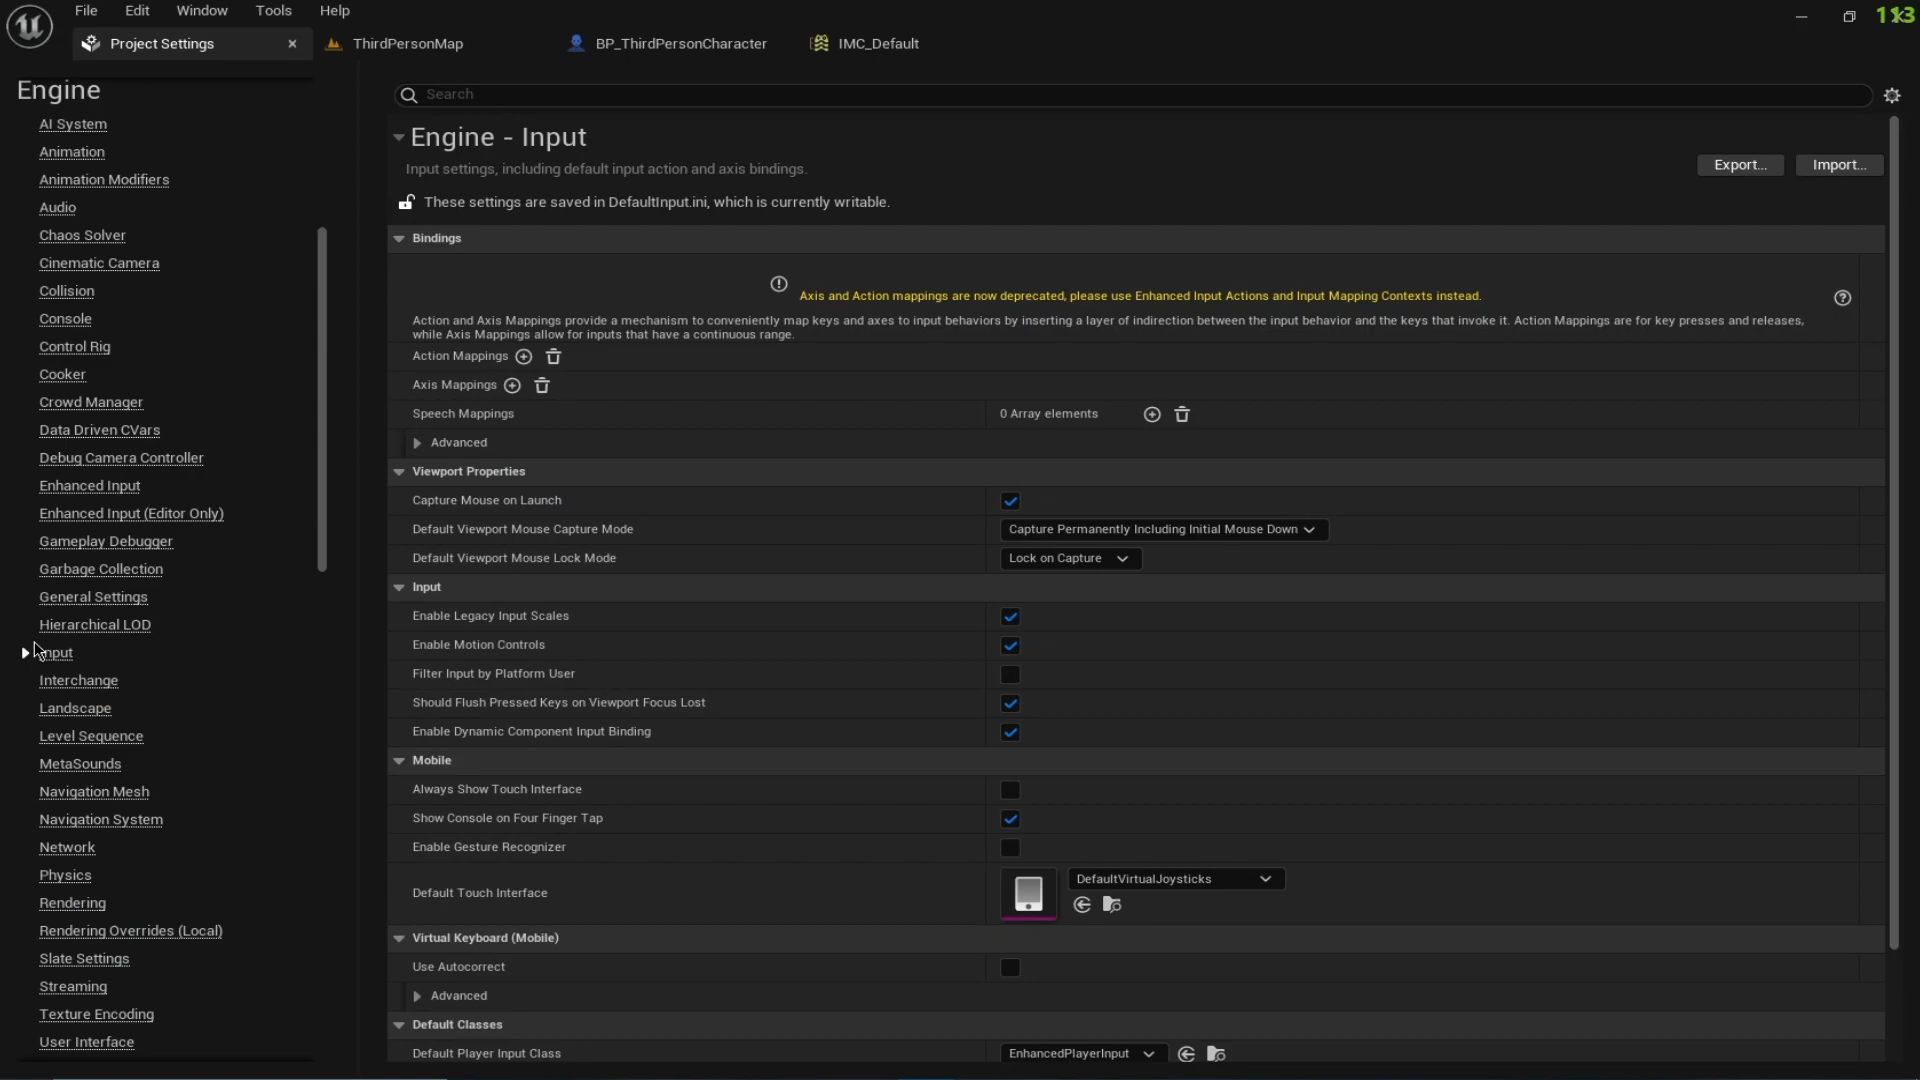 File Edit Window Tools Help
113
Project Settings ThirdPersonMap BP_ThirdPersonCharacter IMC_Default
Engine
AI System
Animation
Animation Modifiers
Audio
Chaos Solver
Cinematic Camera
Collision
Console
Control Rig
Cooker
Crowd Manager
Data Driven CVars
Debug Camera Controller
Enhanced Input
Enhanced Input (Editor Only)
Gameplay Debugger
Garbage Collection
General Settings
Hierarchical LOD
Input
Interchange
Landscape
Level Sequence
MetaSounds
Navigation Mesh
Navigation System
Network
Physics
Rendering
Rendering Overrides (Local)
Slate Settings
Streaming
Texture Encoding
User Interface
Search
Engine - Input
Input settings, including default input action and axis bindings.
Export... Import...
These settings are saved in DefaultInput.ini, which is currently writable.
Bindings
Axis and Action mappings are now deprecated, please use Enhanced Input Actions and Input Mapping Contexts instead.
Action and Axis Mappings provide a mechanism to conveniently map keys and axes to input behaviors by inserting a layer of indirection between the input behavior and the keys that invoke it. Action Mappings are for key presses and releases,
while Axis Mappings allow for inputs that have a continuous range.
Action Mappings
Axis Mappings
Speech Mappings 0 Array elements
Advanced
Viewport Properties
Capture Mouse on Launch
Default Viewport Mouse Capture Mode Capture Permanently Including Initial Mouse Down
Default Viewport Mouse Lock Mode Lock on Capture
Input
Enable Legacy Input Scales
Enable Motion Controls
Filter Input by Platform User
Should Flush Pressed Keys on Viewport Focus Lost
Enable Dynamic Component Input Binding
Mobile
Always Show Touch Interface
Show Console on Four Finger Tap
Enable Gesture Recognizer
Default Touch Interface DefaultVirtualJoysticks
Virtual Keyboard (Mobile)
Use Autocorrect
Advanced
Default Classes
Default Player Input Class EnhancedPlayerInput